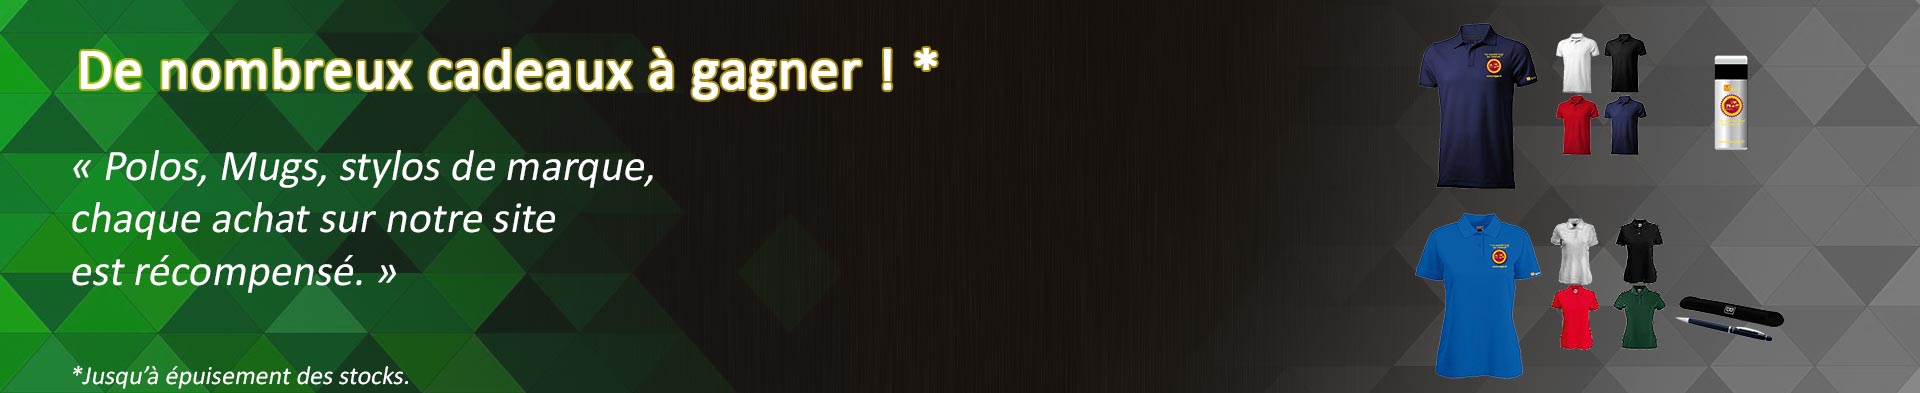 De nombreux cadeaux à gagner ! *
« Polos, Mugs, stylos de marque,
chaque achat sur notre site
est récompensé. »
*Jusqu'à épuisement des stocks.